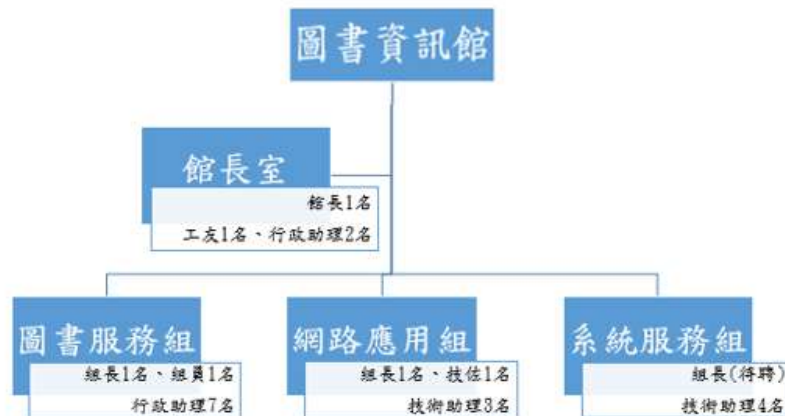 圖書資訊館
館長室
館長1名
工友1名、行政助理2名
圖書服務組
組長1名、組員1名
行政助理7名
網路應用組
組長1名、技佐1名
技術助理3名
系統服務組
組長(待聘)
技術助理4名